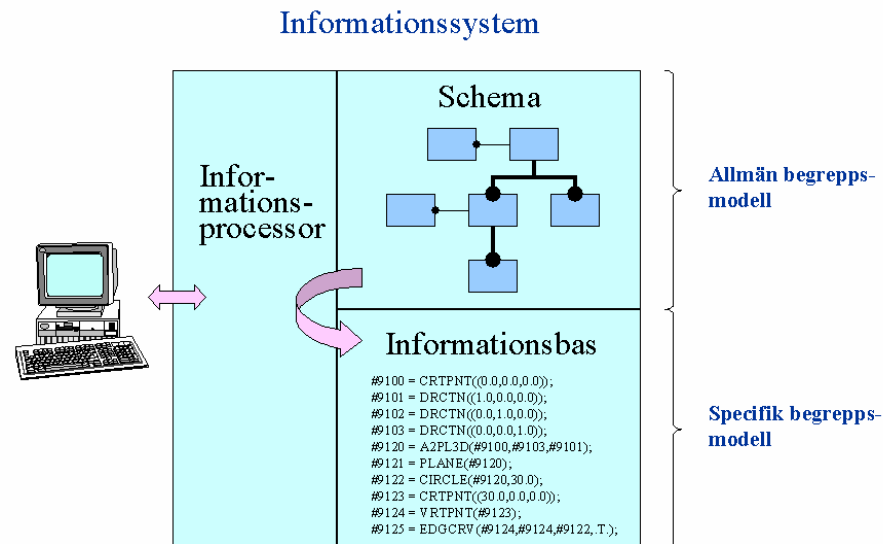 Informationssystem
Schema
Infor-
mations-
processor
Allmän begrepps-
modell
Informationsbas
#9100 = CRTPNT((0.0,0.0,0.0));
#9101 = DRCTN((1.0,0.0,0.0));
#9102 = DRCTN((0.0,1.0,0.0));
#9103 = DRCTN((0.0,0.0,1.0));
#9120 = A2PL3D(#9100,#9103,#9101);
#9121 = PLANE(#9120);
#9122 = CIRCLE(#9120,30.0);
#9123 = CRTPNT((30.0,0.0,0.0));
#9124 = VRTPNT(#9123);
#9125 = EDGCRV(#9124,#9124,#9122,.T.);
Specifik begrepps-
modell